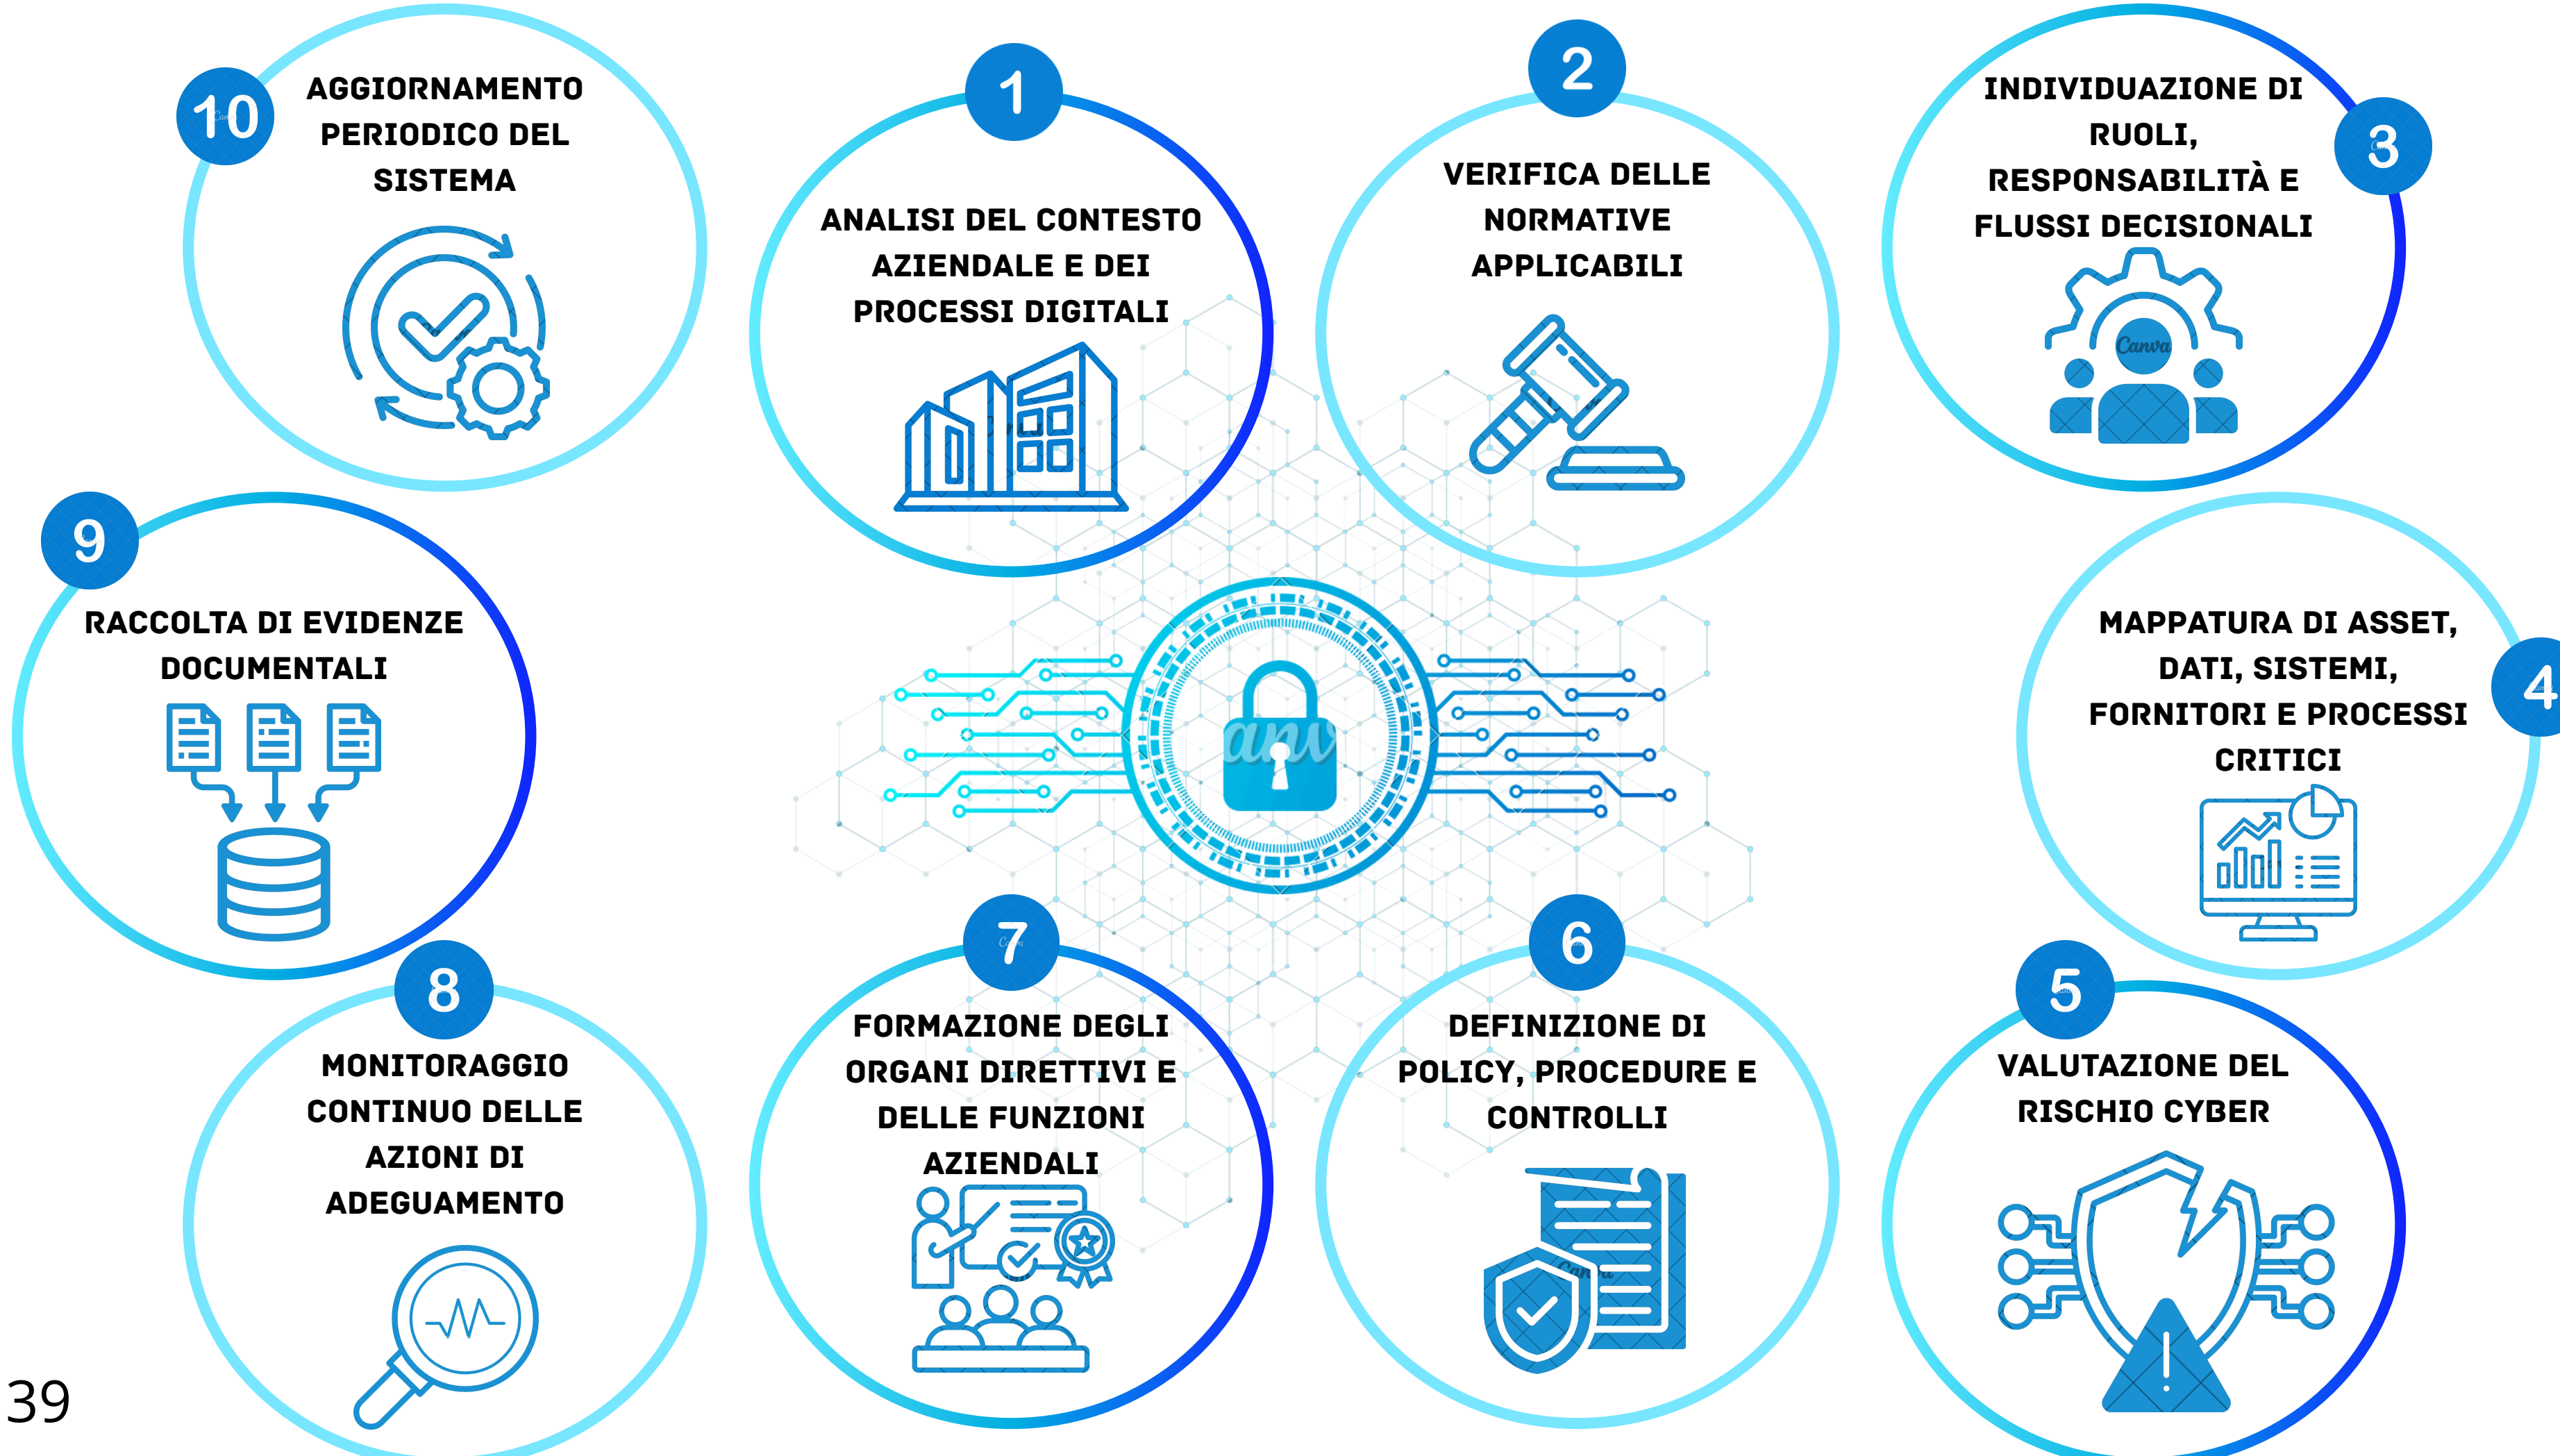 1
ANALISI DEL CONTESTO
AZIENDALE E DEI
PROCESSI DIGITALI
2
VERIFICA DELLE
NORMATIVE
APPLICABILI
3
INDIVIDUAZIONE DI
RUOLI,
RESPONSABILITÀ E
FLUSSI DECISIONALI
Canva
4
MAPPATURA DI ASSET,
DATI, SISTEMI,
FORNITORI E PROCESSI
CRITICI
5
VALUTAZIONE DEL
RISCHIO CYBER
6
DEFINIZIONE DI
POLICY, PROCEDURE E
CONTROLLI
7
FORMAZIONE DEGLI
ORGANI DIRETTIVI E
DELLE FUNZIONI
AZIENDALI
8
MONITORAGGIO
CONTINUO DELLE
AZIONI DI
ADEGUAMENTO
9
RACCOLTA DI EVIDENZE
DOCUMENTALI
10
AGGIORNAMENTO
PERIODICO DEL
SISTEMA
39